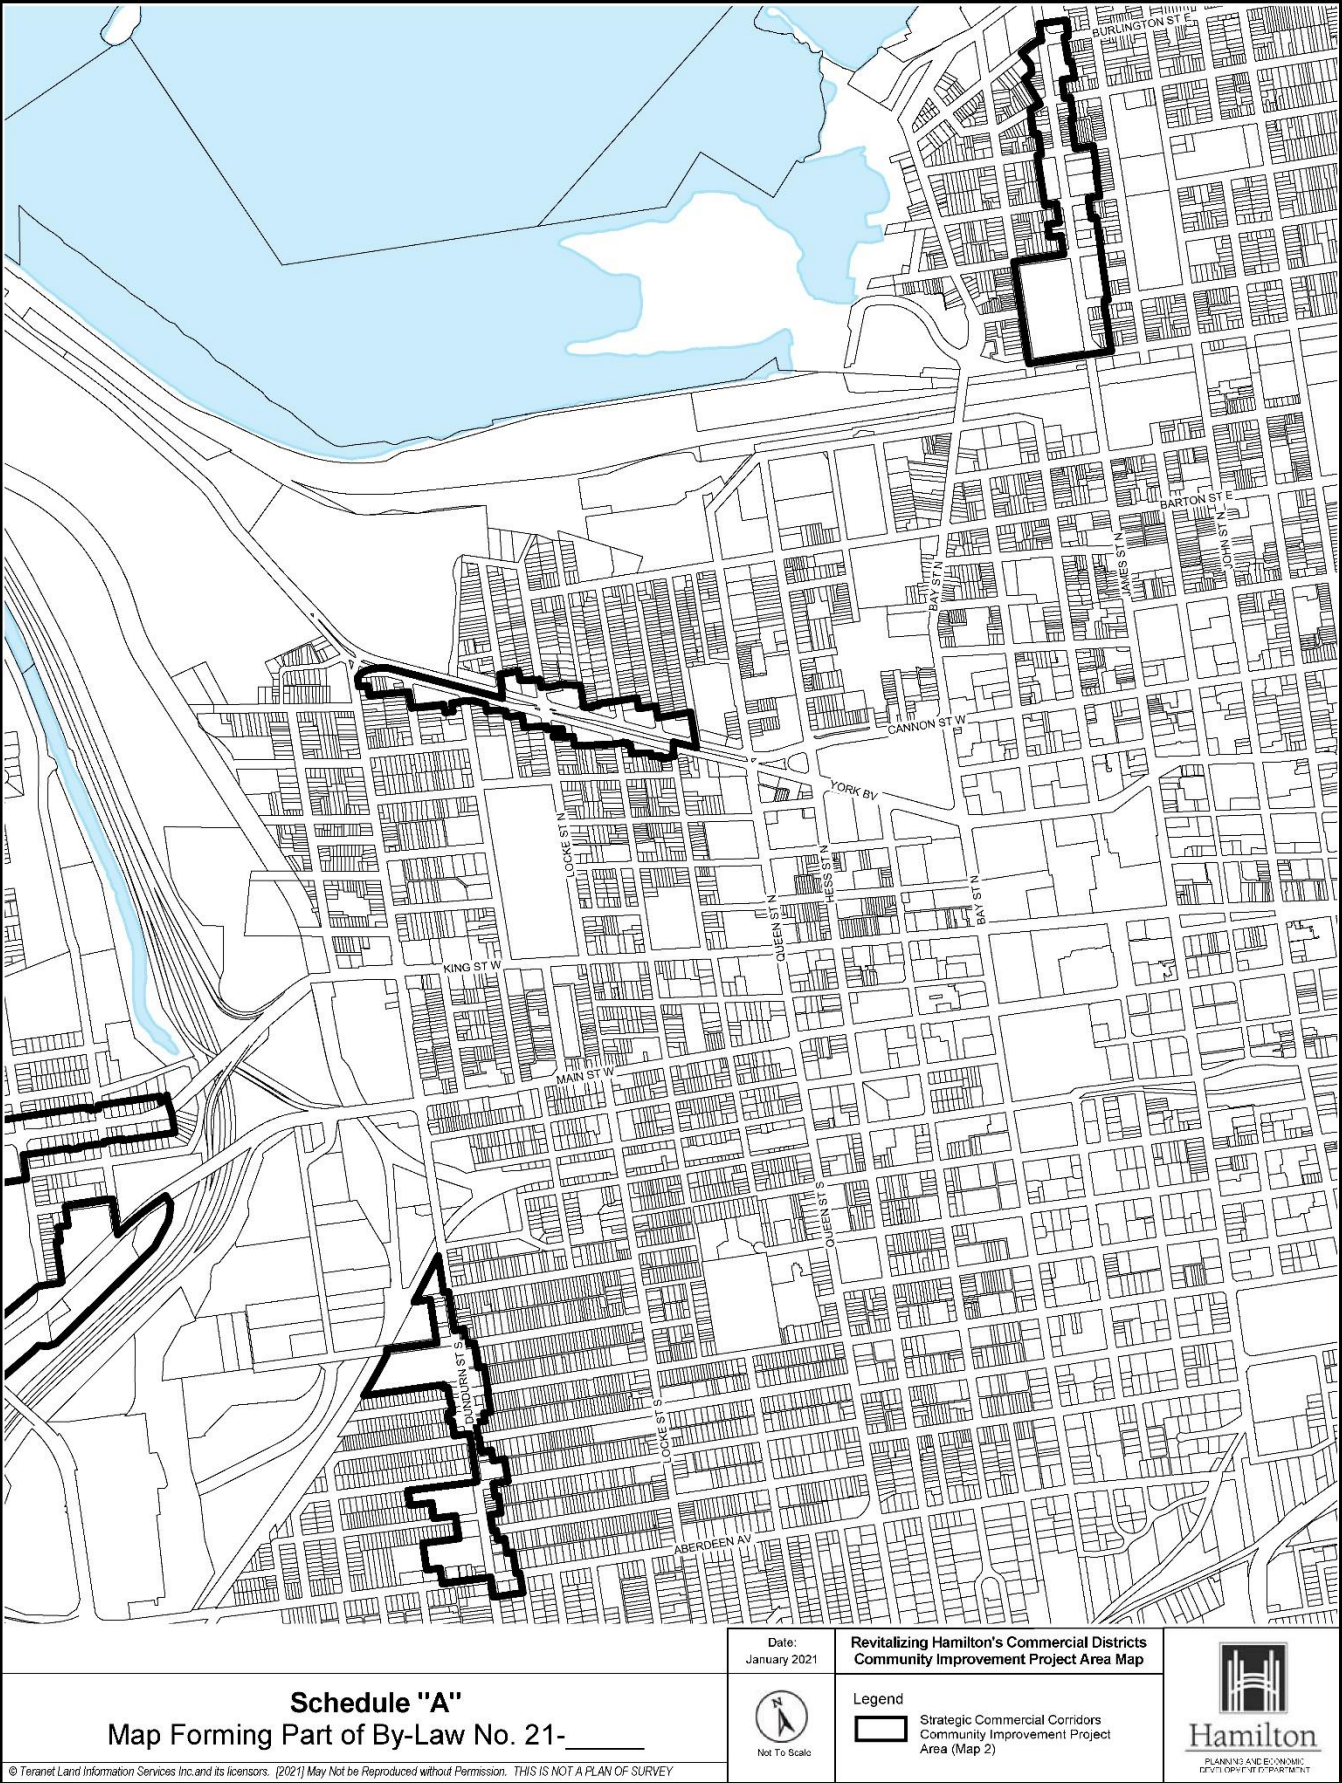 BURLINGTON ST E
BARTON ST E
JOHN ST N
JAMES ST N
BAY ST N
CANNON ST W
YORK BV
LOCKE ST N
HESS ST N
QUEEN ST N
BAY ST N
KING ST W
MAIN ST W
QUEEN ST S
DUNDURN ST S
LOCKE ST S
ABERDEEN AV
Schedule "A"
Map Forming Part of By-Law No. 21-______
© Teranet Land Information Services Inc.and its licensors. [2021] May Not be Reproduced without Permission. THIS IS NOT A PLAN OF SURVEY
Date:
January 2021
N
Not To Scale
Revitalizing Hamilton's Commercial Districts
Community Improvement Project Area Map
Legend
Strategic Commercial Corridors
Community Improvement Project
Area (Map 2)
Hamilton
PLANNING AND ECONOMIC
DEVELOPMENT DEPARTMENT